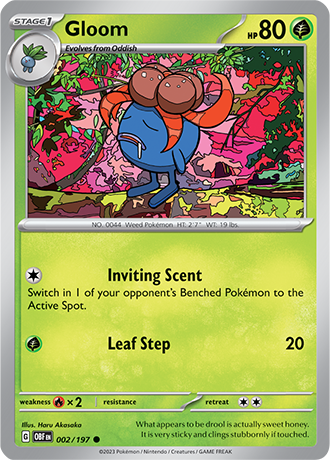 STAGE1 Gloom HP 80
Evolves from Oddish
NO. 0044 Weed Pokémon HT: 2'7" WT: 19 lbs.
Inviting Scent
Switch in 1 of your opponent's Benched Pokémon to the
Active Spot.
Leaf Step 20
weakness ×2 resistance retreat
Illus. Haru Akasaka
What appears to be drool is actually sweet honey.
It is very sticky and clings stubbornly if touched.
G OBF EN 002/197
©2023 Pokémon / Nintendo / Creatures / GAME FREAK